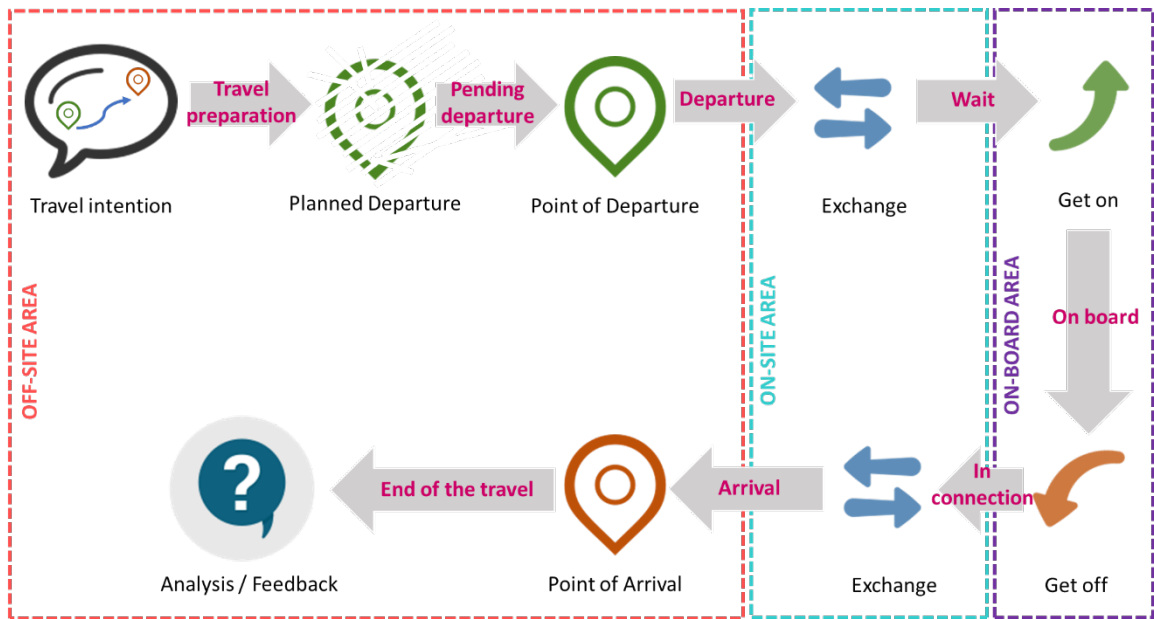 Travel
preparation
Pending
departure
Departure
Wait
Travel intention
Planned Departure
Point of Departure
Exchange
Get on
OFF-SITE AREA
ON-SITE AREA
ON-BOARD AREA
On board
End of the travel
Arrival
In
connection
Analysis / Feedback
Point of Arrival
Exchange
Get off